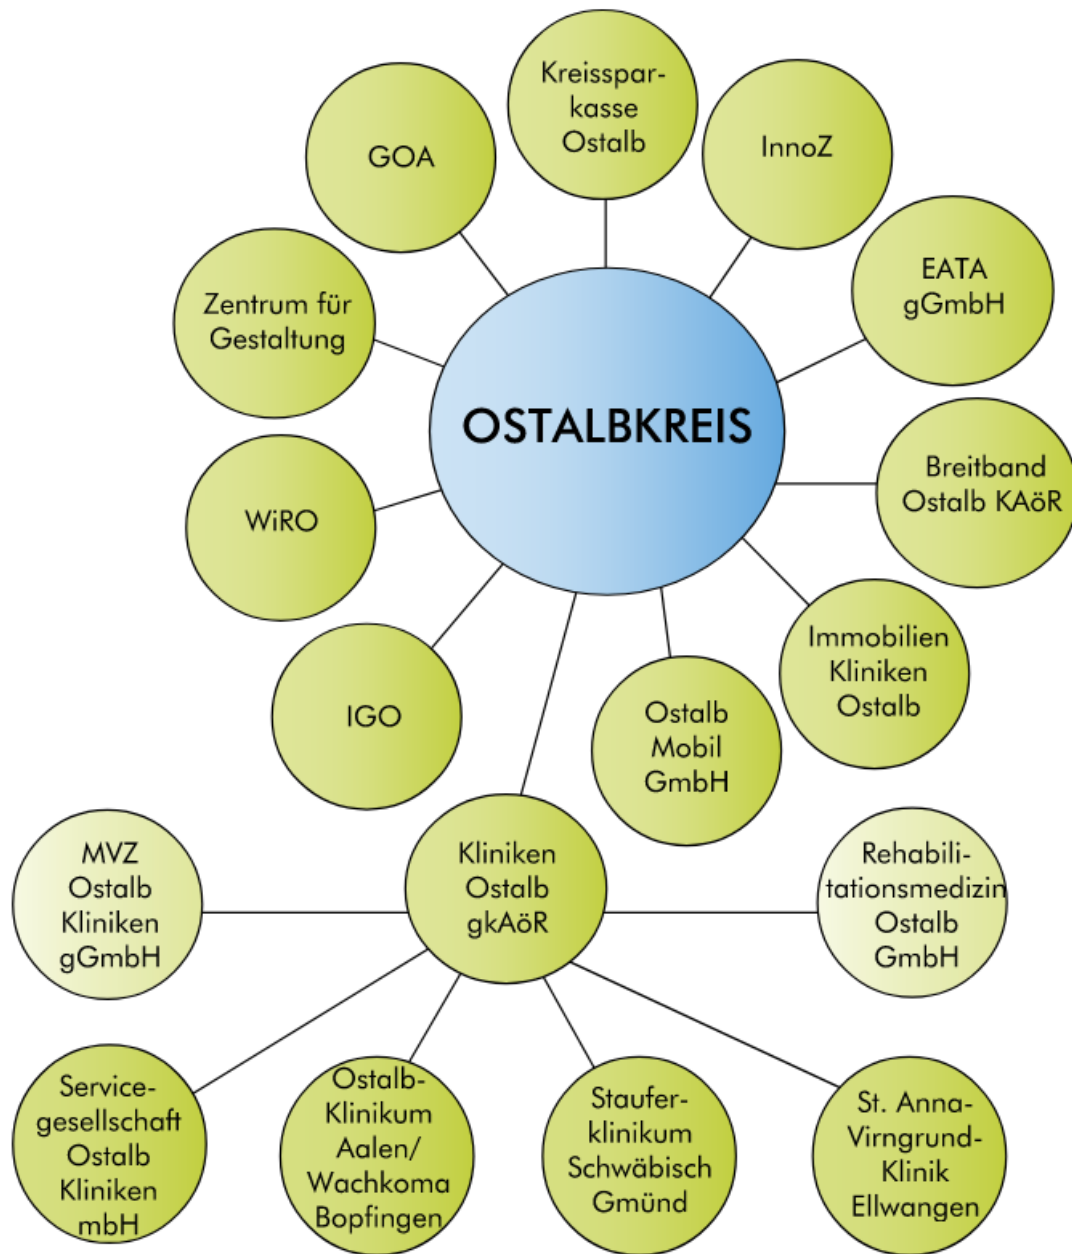 Kreisspar-
kasse
Ostalb
GOA
InnoZ
EATA
gGmbH
Zentrum für
Gestaltung
OSTALBKREIS
Breitband
Ostalb KAöR
WiRO
Immobilien
Kliniken
Ostalb
IGO
Ostalb
Mobil
GmbH
MVZ
Ostalb
Kliniken
gGmbH
Kliniken
Ostalb
gkAöR
Rehabili-
tationsmedizin
Ostalb
GmbH
Service-
gesellschaft
Ostalb
Kliniken
mbH
Ostalb-
Klinikum
Aalen/
Wachkoma
Bopfingen
Staufer-
klinikum
Schwäbisch
Gmünd
St. Anna-
Virngrund-
Klinik
Ellwangen